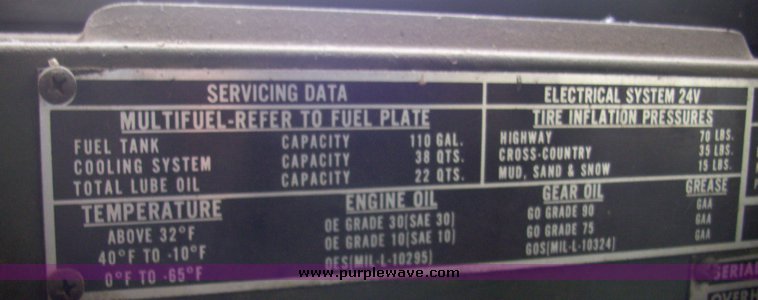 SERVICING DATA
ELECTRICAL SYSTEM 24V
MULTIFUEL-REFER TO FUEL PLATE
TIRE INFLATION PRESSURES
FUEL TANK CAPACITY 110 GAL.
HIGHWAY 70 LBS.
COOLING SYSTEM CAPACITY 38 QTS.
CROSS-COUNTRY 35 LBS.
TOTAL LUBE OIL CAPACITY 22 QTS.
MUD, SAND & SNOW 15 LBS.
TEMPERATURE ENGINE OIL GEAR OIL GREASE
ABOVE 32°F OE GRADE 30(SAE 30) GO GRADE 90 GAA
40°F TO -10°F OE GRADE 10(SAE 10) GO GRADE 75 GAA
0°F TO -65°F OES(MIL-L-10295) GOS(MIL-L-10324) GAA
www.purplewave.com
SERIAL